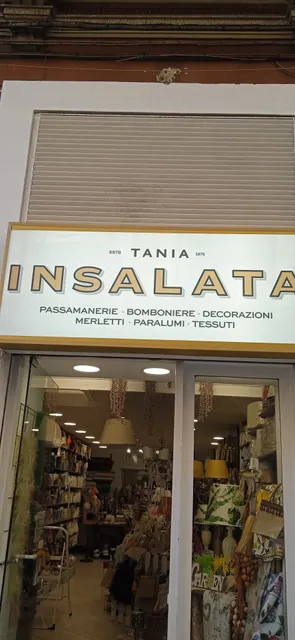 ESTD TANIA 1975
INSALATA
PASSAMANERIE - BOMBONIERE - DECORAZIONI
MERLETTI - PARALUMI - TESSUTI